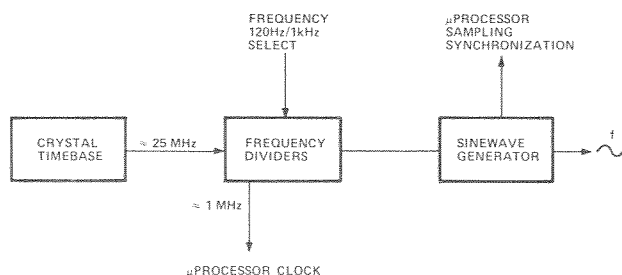 FREQUENCY
120Hz/1kHz
SELECT
μPROCESSOR
SAMPLING
SYNCHRONIZATION
CRYSTAL
TIMEBASE
≈ 25 MHz
FREQUENCY
DIVIDERS
SINEWAVE
GENERATOR
f
≈ 1 MHz
μPROCESSOR CLOCK